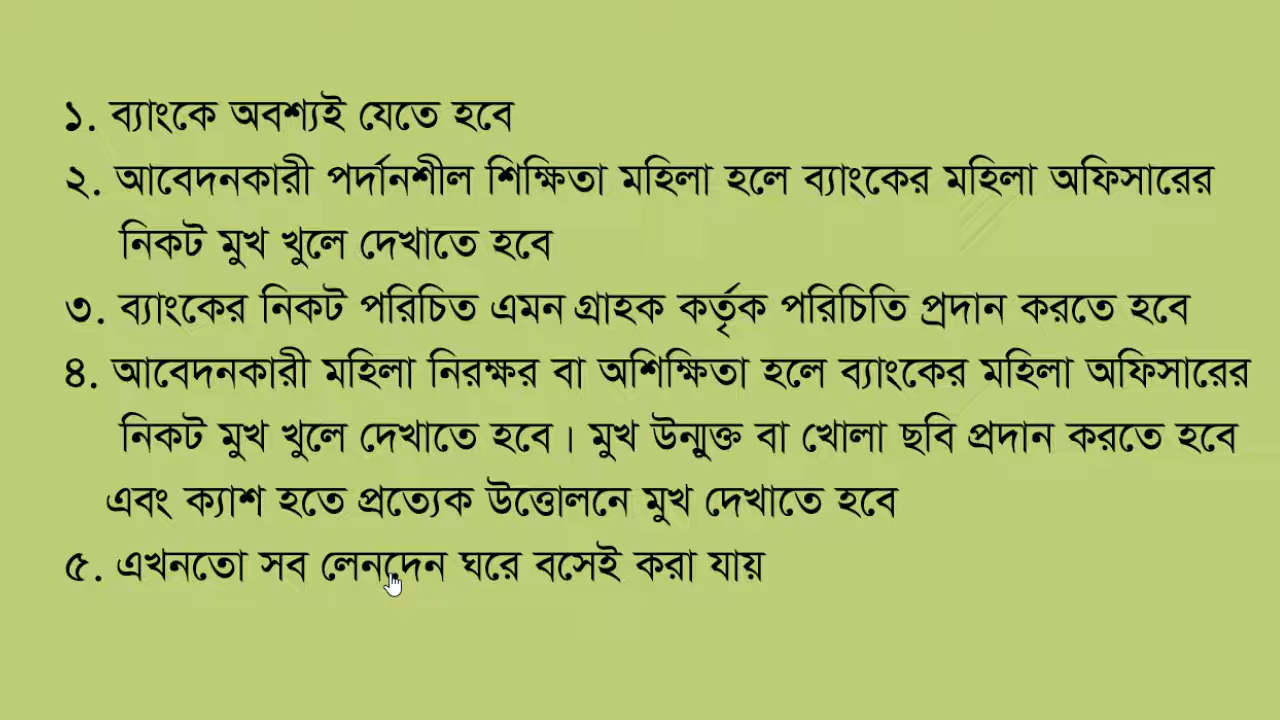 ১. ব্যাংকে অবশ্যই যেতে হবে
২. আবেদনকারী পর্দানশীল শিক্ষিতা মহিলা হলে ব্যাংকের মহিলা অফিসারের
নিকট মুখ খুলে দেখাতে হবে
৩. ব্যাংকের নিকট পরিচিত এমন গ্রাহক কর্তৃক পরিচিতি প্রদান করতে হবে
৪. আবেদনকারী মহিলা নিরক্ষর বা অশিক্ষিতা হলে ব্যাংকের মহিলা অফিসারের
নিকট মুখ খুলে দেখাতে হবে। মুখ উন্মুক্ত বা খোলা ছবি প্রদান করতে হবে
এবং ক্যাশ হতে প্রত্যেক উত্তোলনে মুখ দেখাতে হবে
৫. এখনতো সব লেনদেন ঘরে বসেই করা যায়